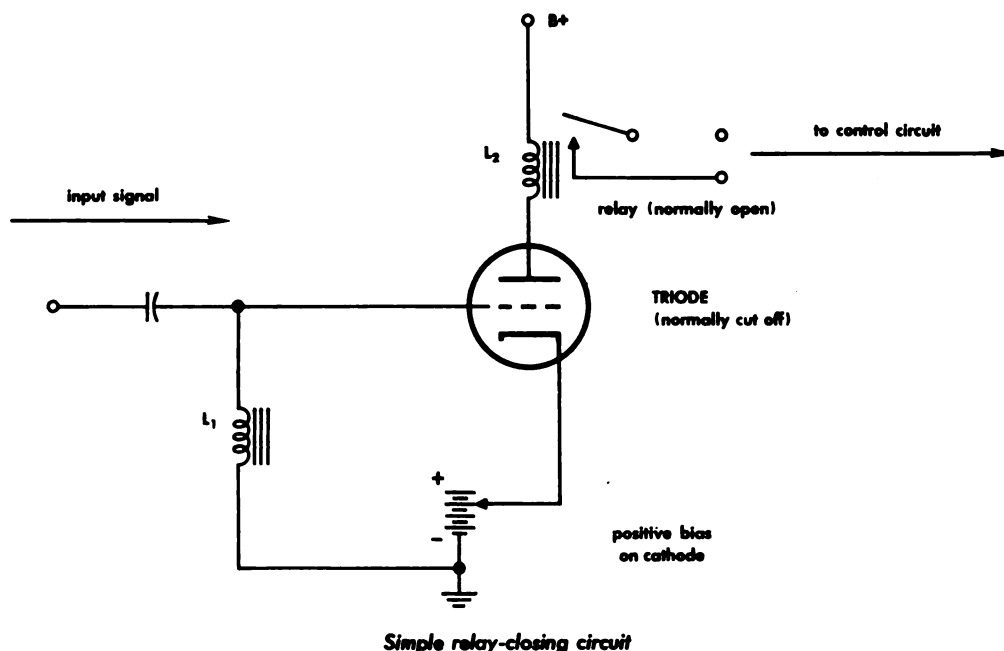 B+
L₂
to control circuit
input signal
relay (normally open)
TRIODE
(normally cut off)
L₁
+
-
positive bias
on cathode
Simple relay-closing circuit